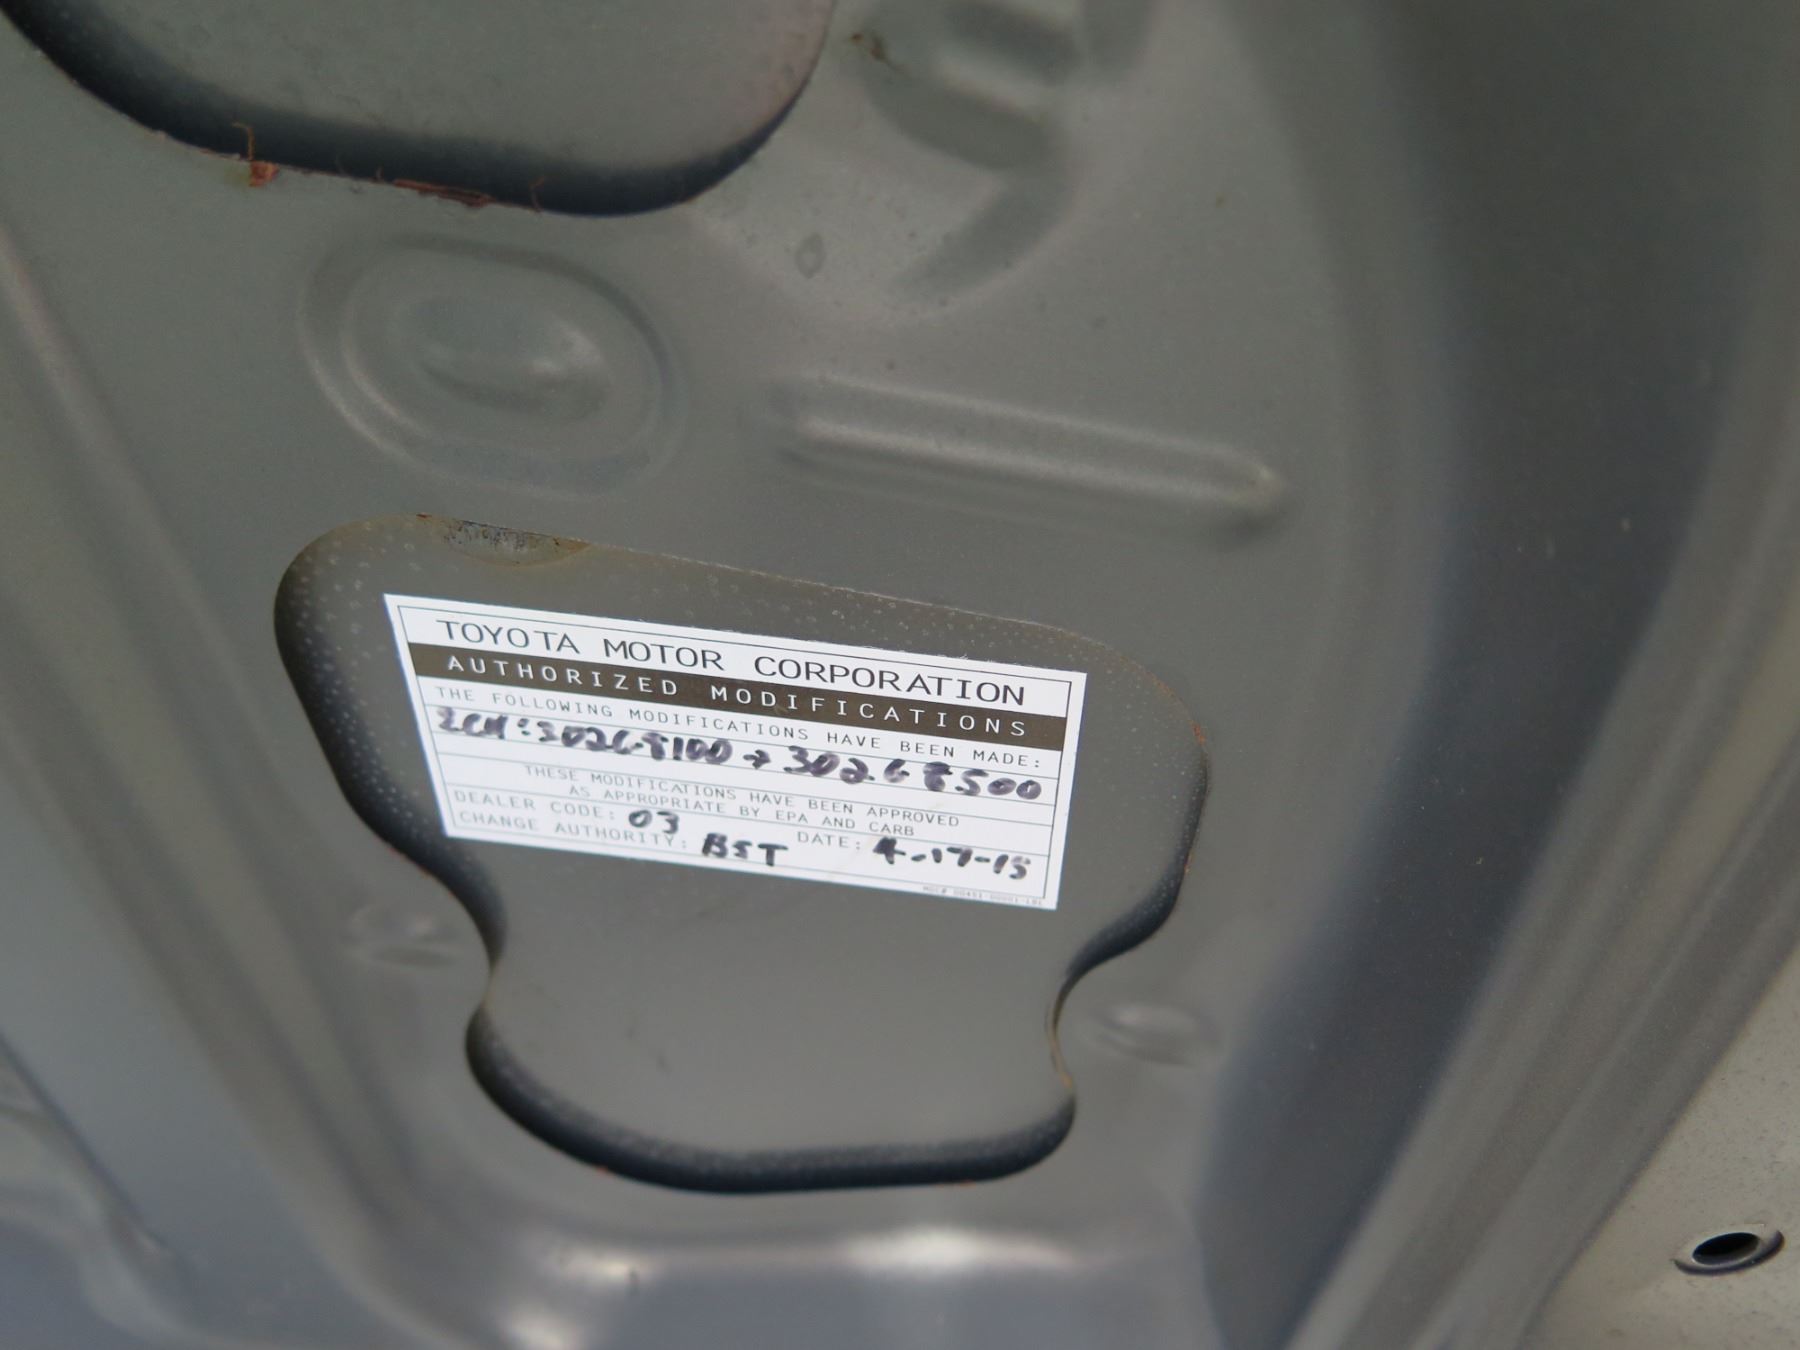 TOYOTA MOTOR CORPORATION
AUTHORIZED MODIFICATIONS
THE FOLLOWING MODIFICATIONS HAVE BEEN MADE:
→ 30268500
THESE MODIFICATIONS HAVE BEEN APPROVED
AS APPROPRIATE BY EPA AND CARB
DEALER CODE: 03 DATE: 4-17-15
CHANGE AUTHORITY: BST